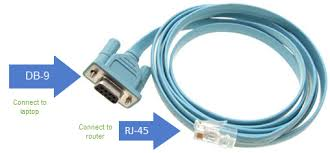 DB-9
Connect to
laptop
Connect to
router
RJ-45